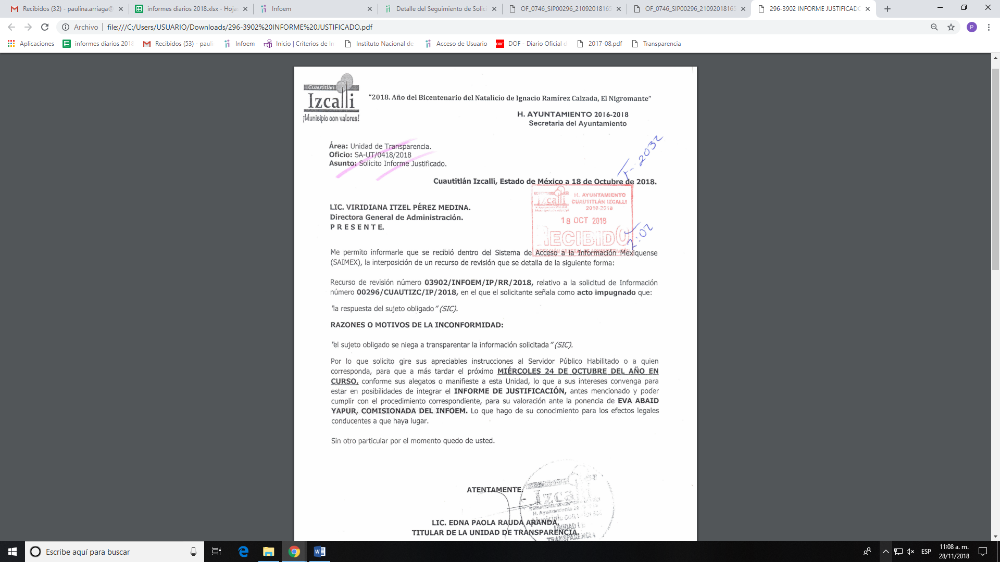 Recibidos (32) - paulina.arriaga@
informes diarios 2018.xlsx - Hojas
Infoem
Detalle del Seguimiento de Solici
OF_0746_SIP00296_21092018165
OF_0746_SIP00296_21092018165
296-3902 INFORME JUSTIFICADO
Archivo
file:///C:/Users/USUARIO/Downloads/296-3902%20INFORME%20JUSTIFICADO.pdf
P
Aplicaciones
informes diarios 2018
Recibidos (53) - pauli
Infoem
Inicio | Criterios de In
Instituto Nacional de
Acceso de Usuario
DOF - Diario Oficial d
2017-08.pdf
Transparencia
Cuautitlán
Izcalli
¡Municipio con valores!
“2018. Año del Bicentenario del Natalicio de Ignacio Ramírez Calzada, El Nigromante”
H. AYUNTAMIENTO 2016-2018
Secretaria del Ayuntamiento
Área: Unidad de Transparencia.
Oficio: SA-UT/0418/2018
Asunto: Solicito Informe Justificado.
2032
Cuautitlán Izcalli, Estado de México a 18 de Octubre de 2018.
Izcalli
H. AYUNTAMIENTO
CUAUTITLÁN IZCALLI
2016-2018
18 OCT 2018
RECIBIDO
DIRECCIÓN GENERAL DE ADMINISTRACIÓN
2:02
LIC. VIRIDIANA ITZEL PÉREZ MEDINA.
Directora General de Administración.
P R E S E N T E.
Me permito informarle que se recibió dentro del Sistema de Acceso a la Información Mexiquense
(SAIMEX), la interposición de un recurso de revisión que se detalla de la siguiente forma:
Recurso de revisión número 03902/INFOEM/IP/RR/2018, relativo a la solicitud de Información
número 00296/CUAUTIZC/IP/2018, en el que el solicitante señala como acto impugnado que:
"la respuesta del sujeto obligado” (SIC).
RAZONES O MOTIVOS DE LA INCONFORMIDAD:
"el sujeto obligado se niega a transparentar la información solicitada” (SIC).
Por lo que solicito gire sus apreciables instrucciones al Servidor Público Habilitado o a quien
corresponda, para que a más tardar el próximo MIÉRCOLES 24 DE OCTUBRE DEL AÑO EN
CURSO, conforme sus alegatos o manifieste a esta Unidad, lo que a sus intereses convenga para
estar en posibilidades de integrar el INFORME DE JUSTIFICACIÓN, antes mencionado y poder
cumplir con el procedimiento correspondiente, para su valoración ante la ponencia de EVA ABAID
YAPUR, COMISIONADA DEL INFOEM. Lo que hago de su conocimiento para los efectos legales
conducentes a que haya lugar.
Sin otro particular por el momento quedo de usted.
ATENTAMENTE.
Izcalli
H. Ayuntamiento
Municipio con valores
UNIDAD DE
TRANSPARENCIA
LIC. EDNA PAOLA RAUDA ARANDA.
TITULAR DE LA UNIDAD DE TRANSPARENCIA.
Escribe aquí para buscar
ESP
11:08 a. m.
28/11/2018